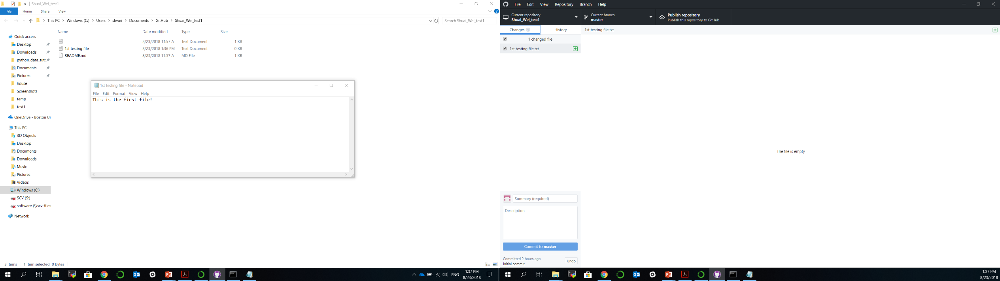 Shuai_Wei_test1
File Home Share View
This PC Windows (C:) Users shwei Documents GitHub Shuai_Wei_test1
Search Shuai_Wei_test1
Name Date modified Type Size
8/23/2018 11:57 A Text Document 1 KB
1st testing file 8/23/2018 1:36 PM Text Document 0 KB
README.md 8/23/2018 11:57 A MD File 1 KB
Quick access
Desktop
Downloads
python_data_tuto
Documents
Pictures
house
Screenshots
temp
test1
OneDrive - Boston Ur
This PC
3D Objects
Desktop
Documents
Downloads
Music
Pictures
Videos
Windows (C:)
SCV (S:)
software (\\scv-files
Network
1st testing file - Notepad
File Edit Format View Help
This is the first file!
3 items 1 item selected 0 bytes
ENG
1:37 PM
8/23/2018
File Edit View Repository Branch Help
Current repository
Shuai_Wei_test1
Current branch
master
Publish repository
Publish this repository to GitHub
Changes 1 History
1st testing file.txt
1 changed file
1st testing file.txt
The file is empty
Summary (required)
Description
Commit to master
Committed 2 hours ago
Initial commit
Undo
1:37 PM
8/23/2018